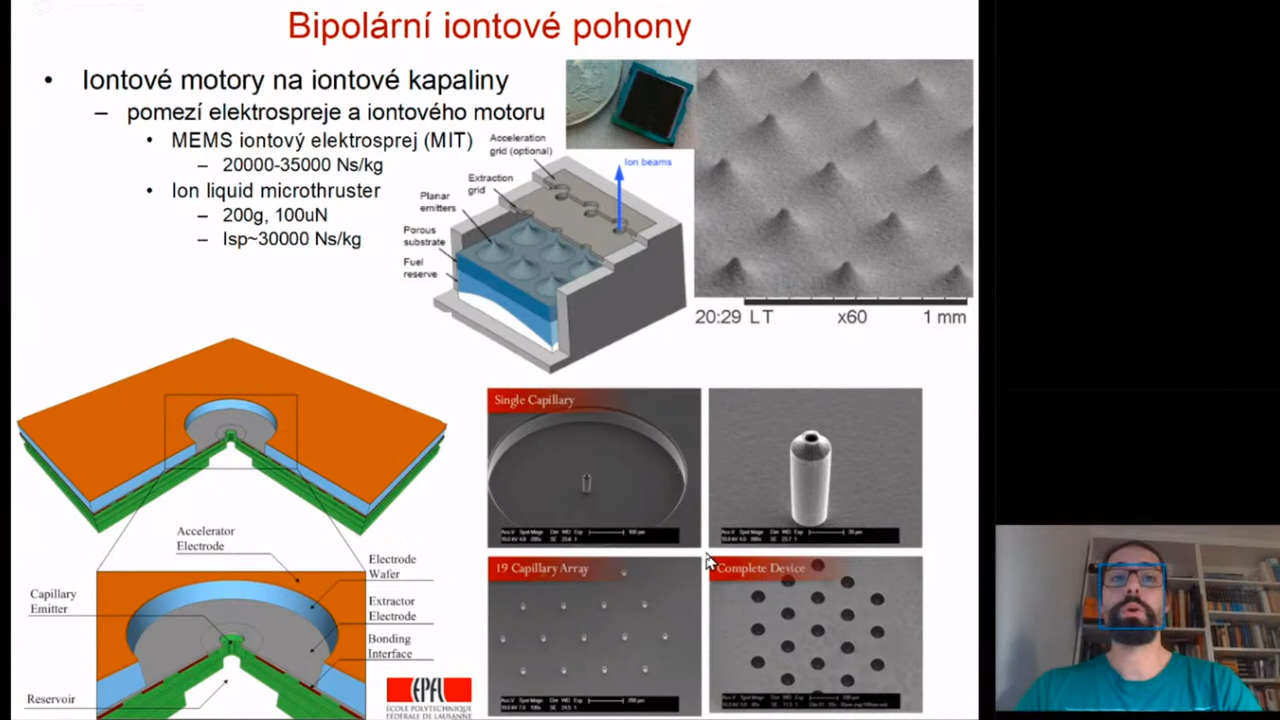 Bipolární iontové pohony
• Iontové motory na iontové kapaliny
– pomezí elektrospreje a iontového motoru
• MEMS iontový elektrosprej (MIT)
– 20000-35000 Ns/kg
• Ion liquid microthruster
– 200g, 100uN
– Isp~30000 Ns/kg
Acceleration
grid (optional)
Ion beams
Extraction
grid
Planar
emitters
Porous
substrate
Fuel
reserve
20:29 LT x60 1 mm
Single Capillary
19 Capillary Array
Complete Device
Accelerator
Electrode
Electrode
Wafer
Capillary
Emitter
Extractor
Electrode
Bonding
Interface
Reservoir
EPFL
ÉCOLE POLYTECHNIQUE
FÉDÉRALE DE LAUSANNE